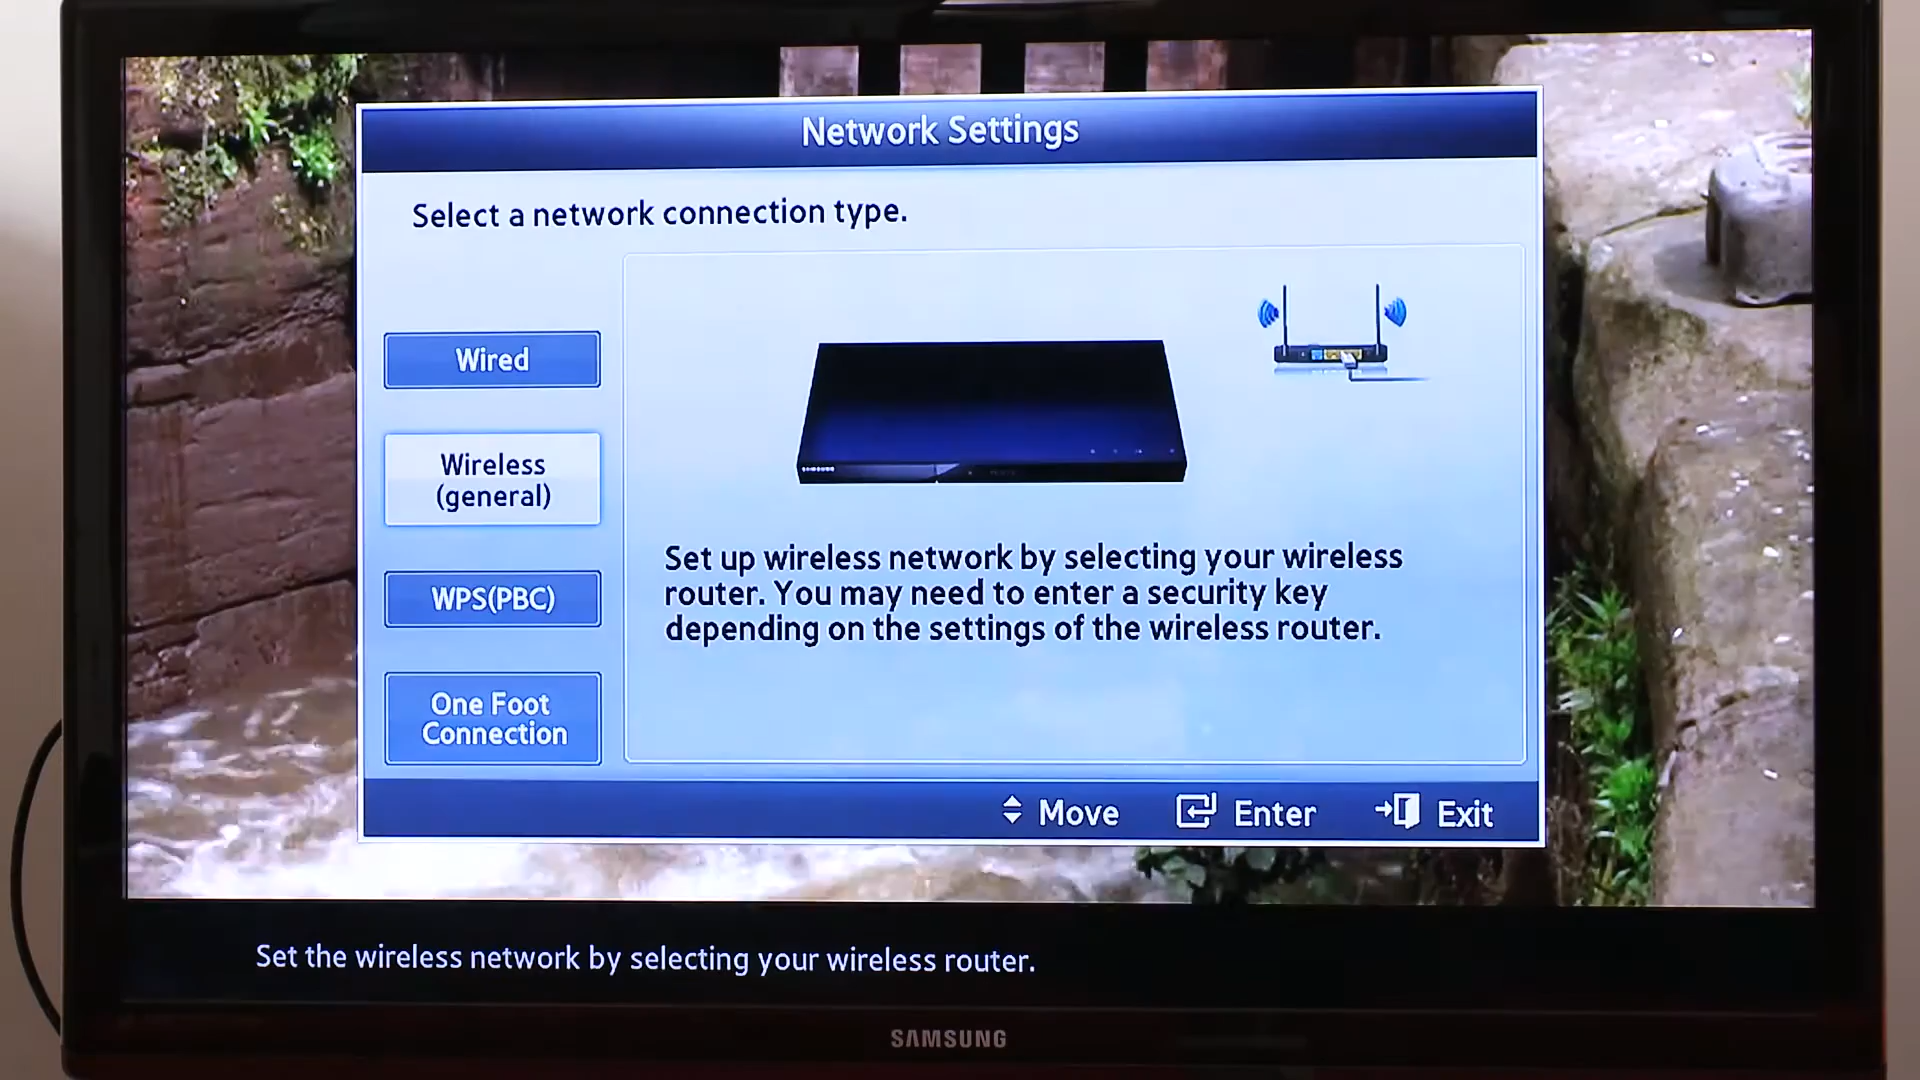 Network Settings
Select a network connection type.
Wired
Wireless
(general)
WPS(PBC)
One Foot
Connection
SAMSUNG
Set up wireless network by selecting your wireless
router. You may need to enter a security key
depending on the settings of the wireless router.
Move Enter Exit
Set the wireless network by selecting your wireless router.
SAMSUNG